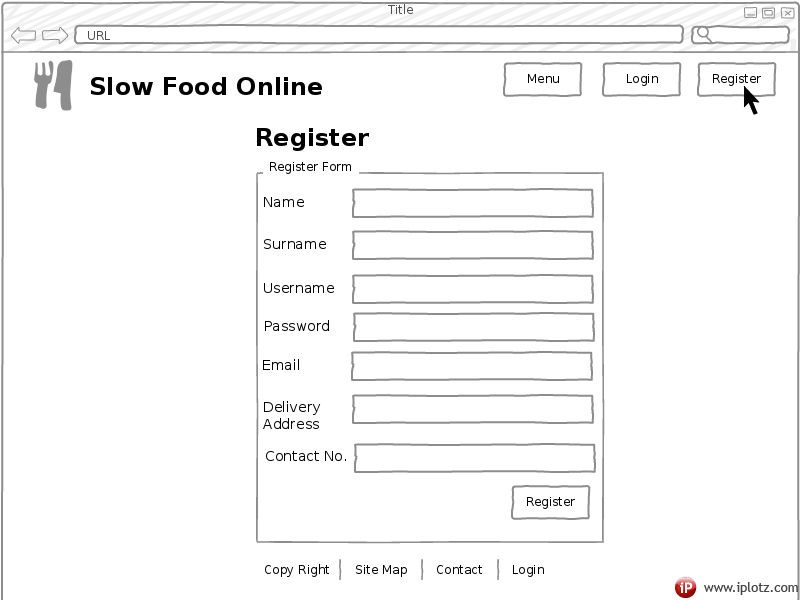 Title
URL
Slow Food Online
Menu
Login
Register
Register
Register Form
Name
Surname
Username
Password
Email
Delivery
Address
Contact No.
Register
Copy Right
Site Map
Contact
Login
iP
www.iplotz.com